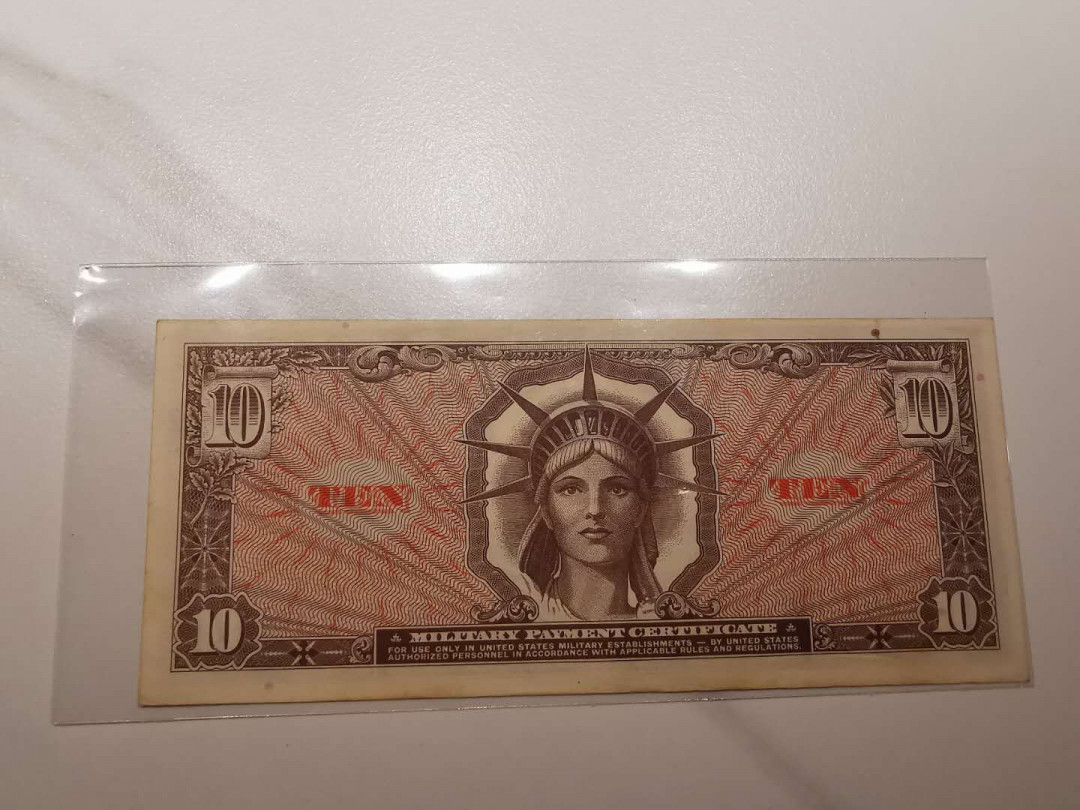 10 10
TEN TEN
10 10
MILITARY PAYMENT CERTIFICATE
FOR USE ONLY IN UNITED STATES MILITARY ESTABLISHMENTS — BY UNITED STATES
AUTHORIZED PERSONNEL IN ACCORDANCE WITH APPLICABLE RULES AND REGULATIONS.